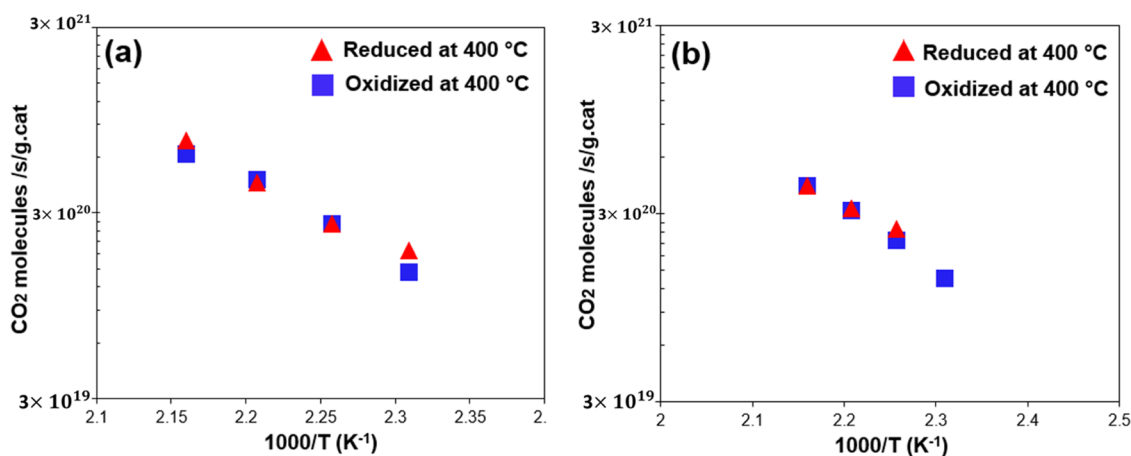 (a)
3× 10²¹
3× 10²⁰
3× 10¹⁹
CO₂ molecules /s/g.cat
Reduced at 400 °C
Oxidized at 400 °C
2.1 2.15 2.2 2.25 2.3 2.
1000/T (K⁻¹)
(b)
3× 10²¹
3× 10²⁰
3× 10¹⁹
CO₂ molecules /s/g.cat
Reduced at 400 °C
Oxidized at 400 °C
2 2.1 2.2 2.3 2.4 2.5
1000/T (K⁻¹)